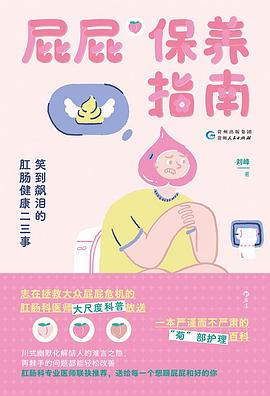 屁屁保养
指南
贵州出版集团
贵州人民出版社
笑到飙泪的
肛肠健康二三事
刘峰
著
志在拯救大众屁屁危机的
肛肠科医师大尺度科普放送
一本严谨而不严肃的
“菊”部护理百科
川式幽默化解恼人的难言之隐，
再棘手的问题都能轻松改善
肛肠科专业医师联袂推荐，送给每一个想跟屁屁和好的你